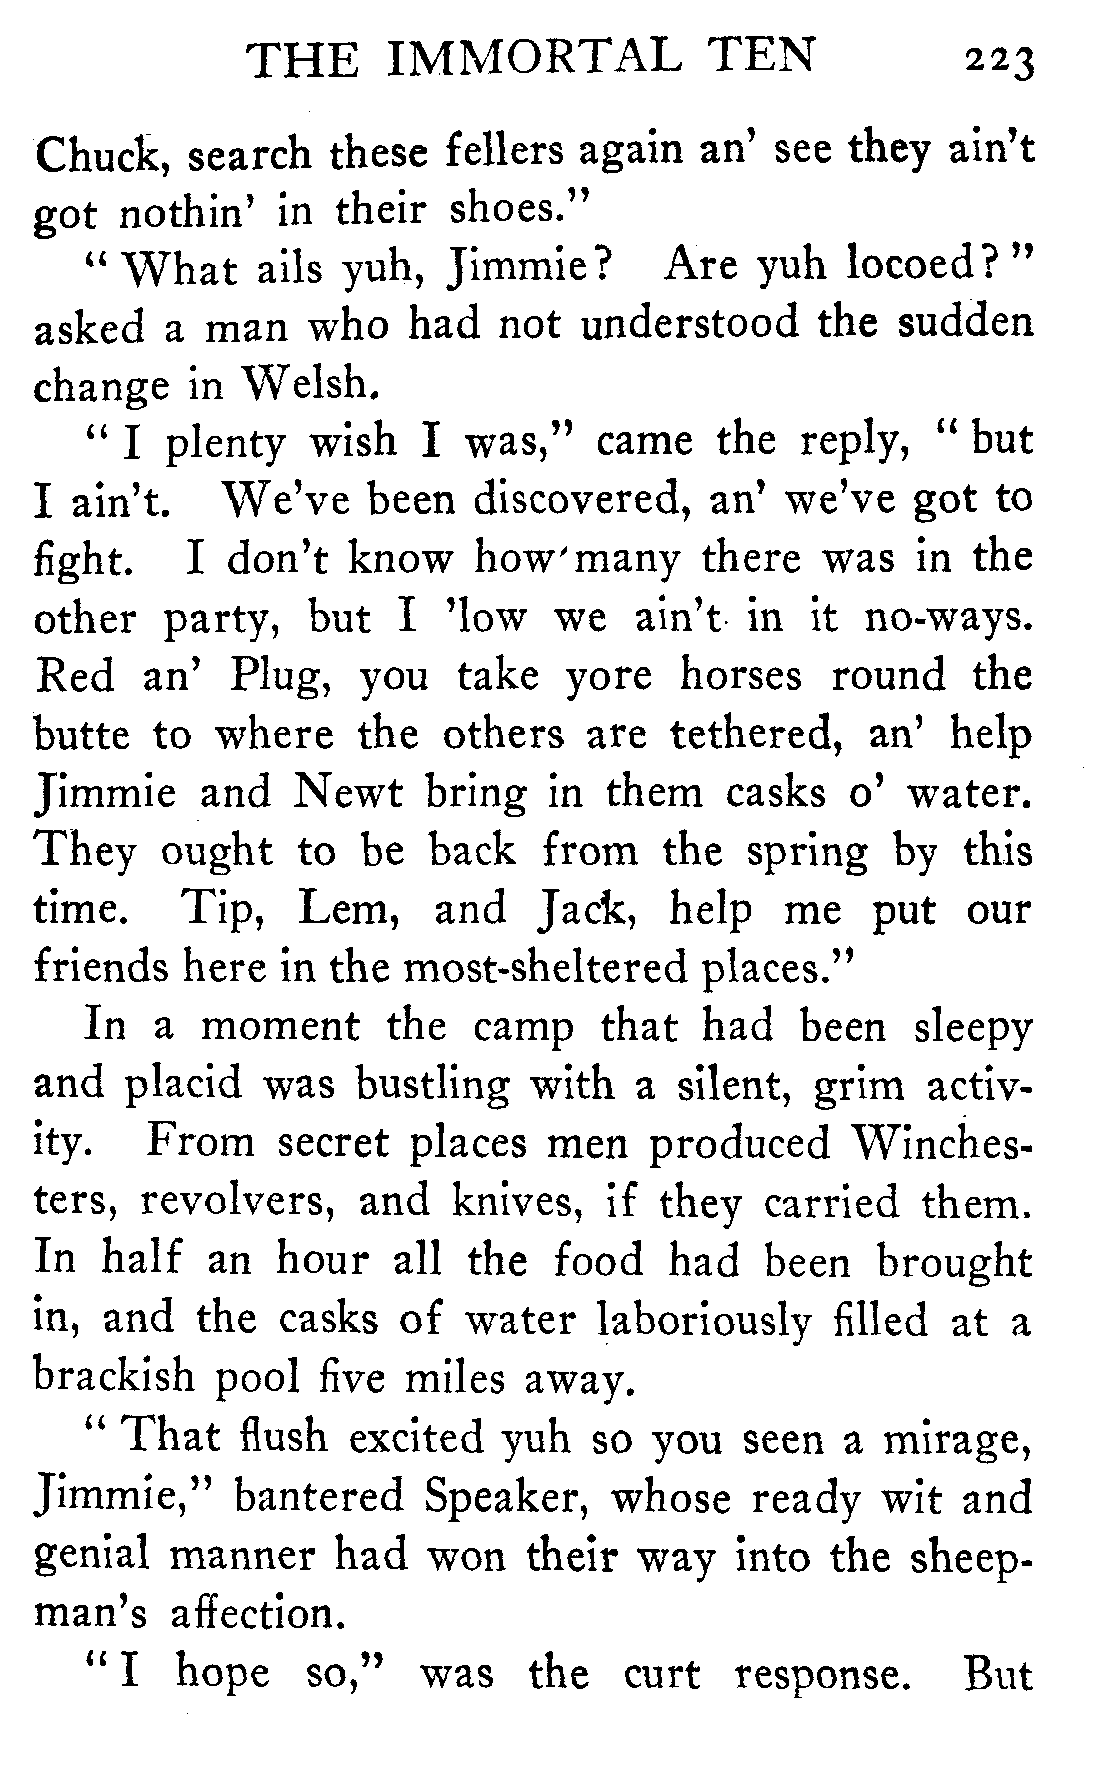 THE IMMORTAL TEN 223
Chuck, search these fellers again an' see they ain't
got nothin' in their shoes."
"What ails yuh, Jimmie? Are yuh locoed?"
asked a man who had not understood the sudden
change in Welsh.
"I plenty wish I was," came the reply, "but
I ain't. We've been discovered, an' we've got to
fight. I don't know how many there was in the
other party, but I 'low we ain't in it no-ways.
Red an' Plug, you take yore horses round the
butte to where the others are tethered, an' help
Jimmie and Newt bring in them casks o' water.
They ought to be back from the spring by this
time. Tip, Lem, and Jack, help me put our
friends here in the most-sheltered places."
In a moment the camp that had been sleepy
and placid was bustling with a silent, grim activ-
ity. From secret places men produced Winches-
ters, revolvers, and knives, if they carried them.
In half an hour all the food had been brought
in, and the casks of water laboriously filled at a
brackish pool five miles away.
"That flush excited yuh so you seen a mirage,
Jimmie," bantered Speaker, whose ready wit and
genial manner had won their way into the sheep-
man's affection.
"I hope so," was the curt response. But